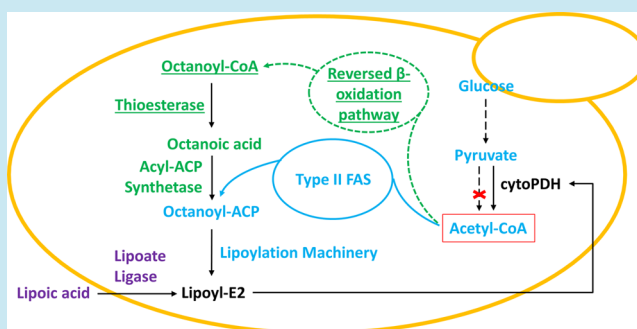 Octanoyl-CoA
Reversed β-
oxidation
pathway
Glucose
Thioesterase
Octanoic acid
Acyl-ACP
Synthetase
Type II FAS
Pyruvate
cytoPDH
Octanoyl-ACP
Acetyl-CoA
Lipoylation Machinery
Lipoate
Ligase
Lipoic acid
Lipoyl-E2